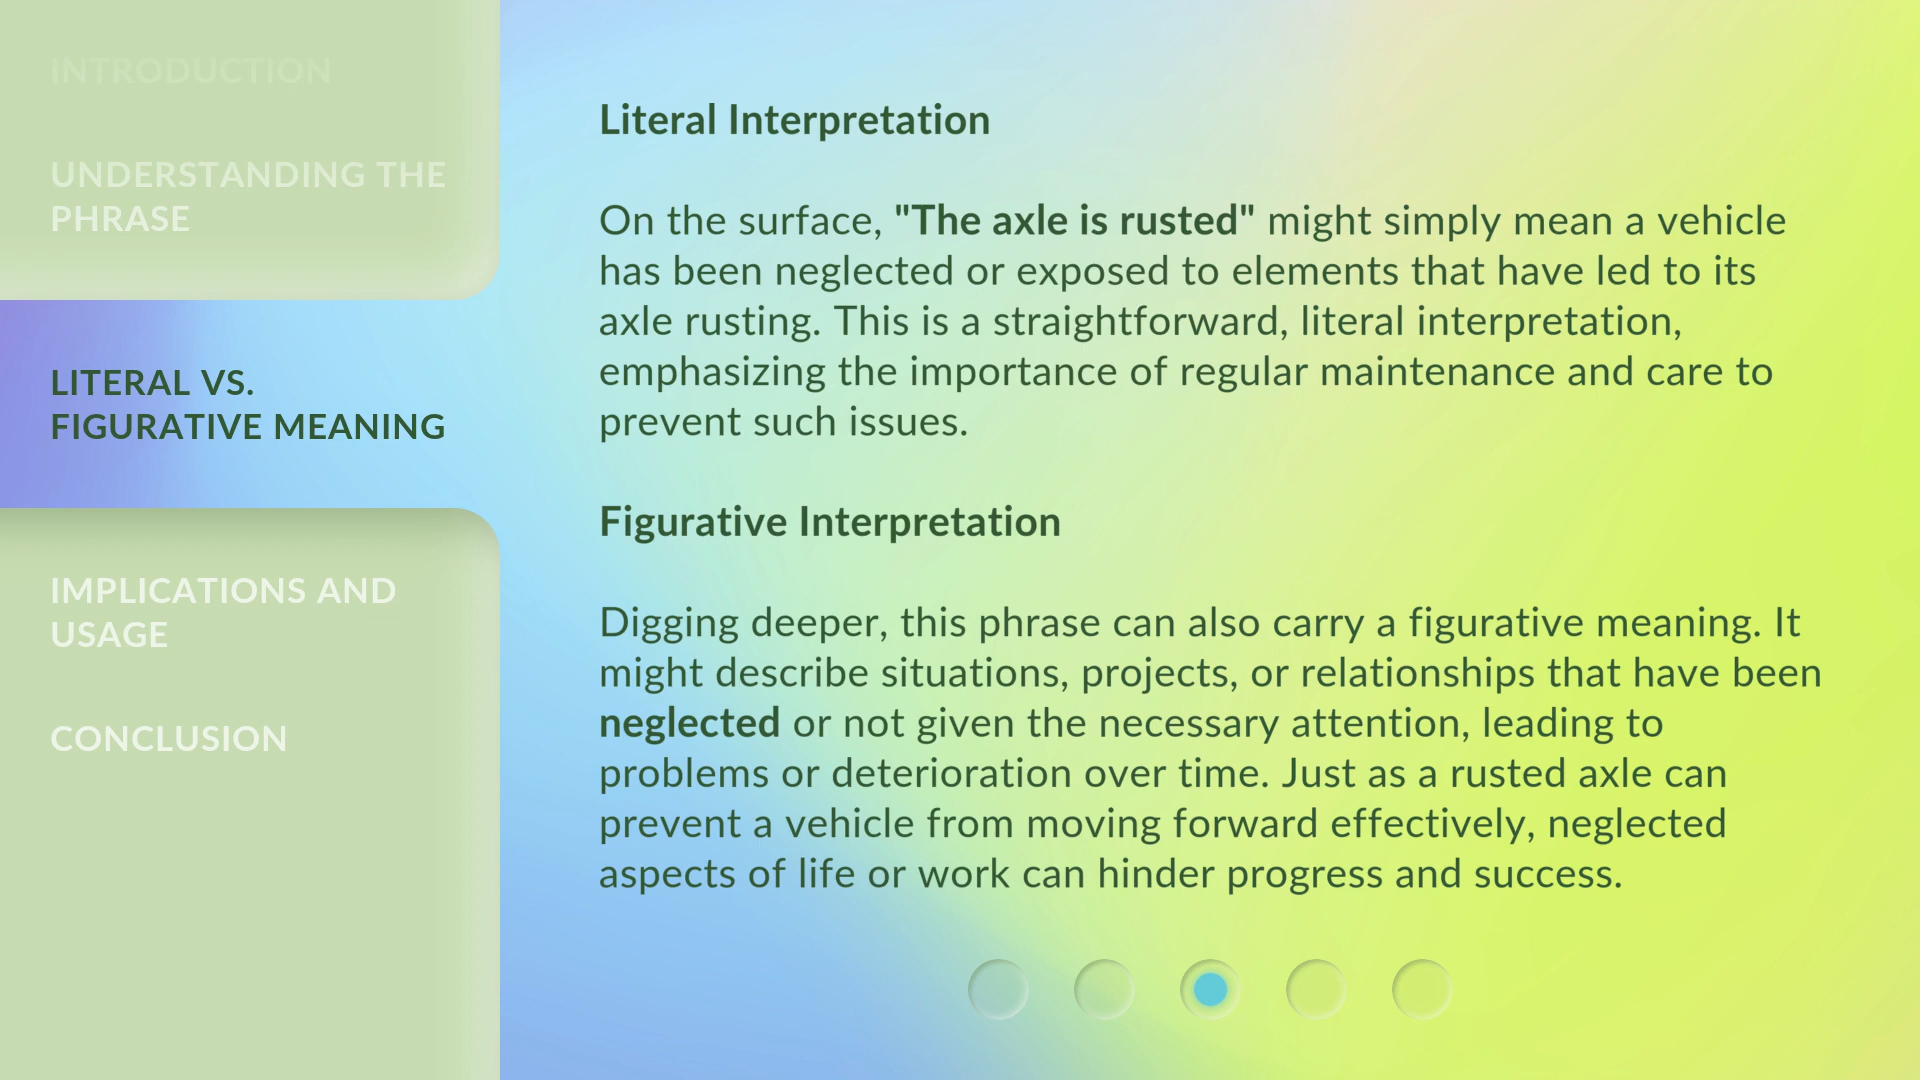 INTRODUCTION
UNDERSTANDING THE
PHRASE
LITERAL VS.
FIGURATIVE MEANING
IMPLICATIONS AND
USAGE
CONCLUSION
Literal Interpretation
On the surface, "The axle is rusted" might simply mean a vehicle
has been neglected or exposed to elements that have led to its
axle rusting. This is a straightforward, literal interpretation,
emphasizing the importance of regular maintenance and care to
prevent such issues.
Figurative Interpretation
Digging deeper, this phrase can also carry a figurative meaning. It
might describe situations, projects, or relationships that have been
neglected or not given the necessary attention, leading to
problems or deterioration over time. Just as a rusted axle can
prevent a vehicle from moving forward effectively, neglected
aspects of life or work can hinder progress and success.